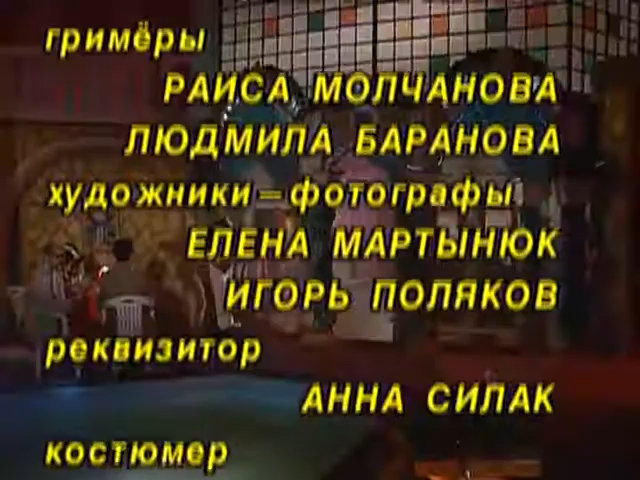 гримёры
РАИСА МОЛЧАНОВА
ЛЮДМИЛА БАРАНОВА
художники-фотографы
ЕЛЕНА МАРТЫНЮК
ИГОРЬ ПОЛЯКОВ
реквизитор
АННА СИЛАК
костюмер